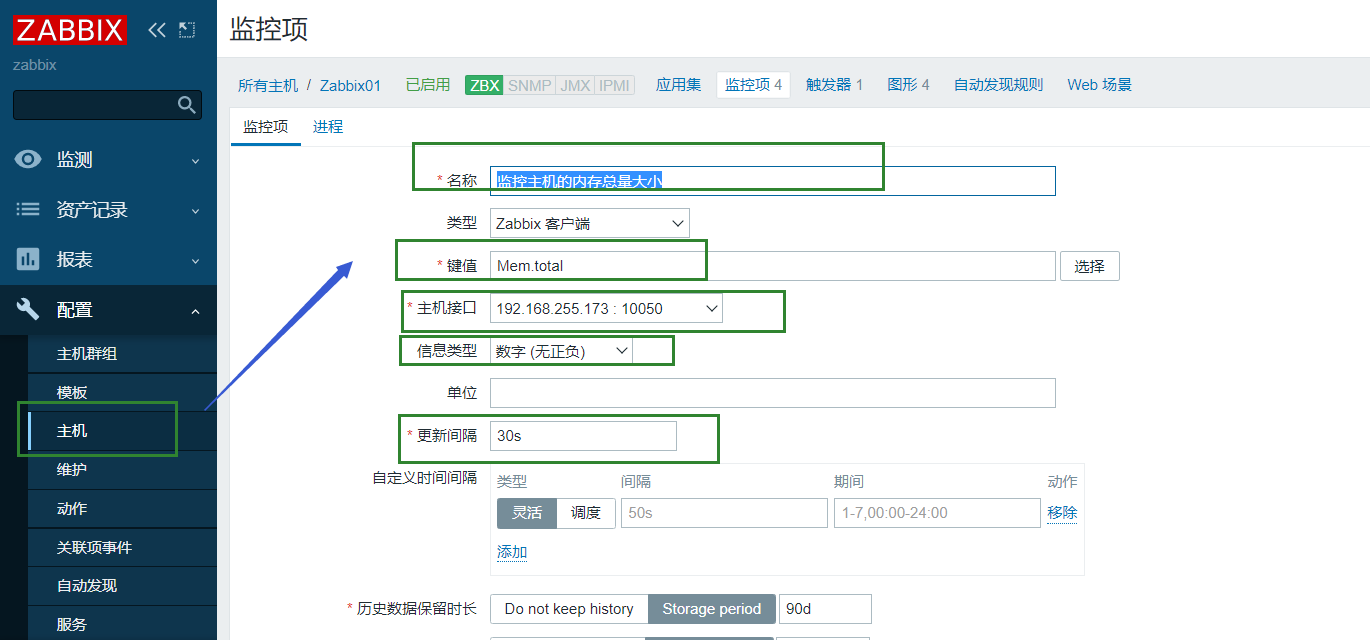 ZABBIX
zabbix
监测
资产记录
报表
配置
主机群组
模板
主机
维护
动作
关联项事件
自动发现
服务
监控项
所有主机 / Zabbix01 已启用 ZBX SNMP JMX IPMI 应用集 监控项 4 触发器 1 图形 4 自动发现规则 Web 场景
监控项 进程
* 名称 监控主机的内存总量大小
类型 Zabbix 客户端
* 键值 Mem.total 选择
* 主机接口 192.168.255.173 : 10050
信息类型 数字 (无正负)
单位
* 更新间隔 30s
自定义时间间隔 类型 间隔 期间 动作
灵活 调度 50s 1-7,00:00-24:00 移除
添加
* 历史数据保留时长 Do not keep history Storage period 90d